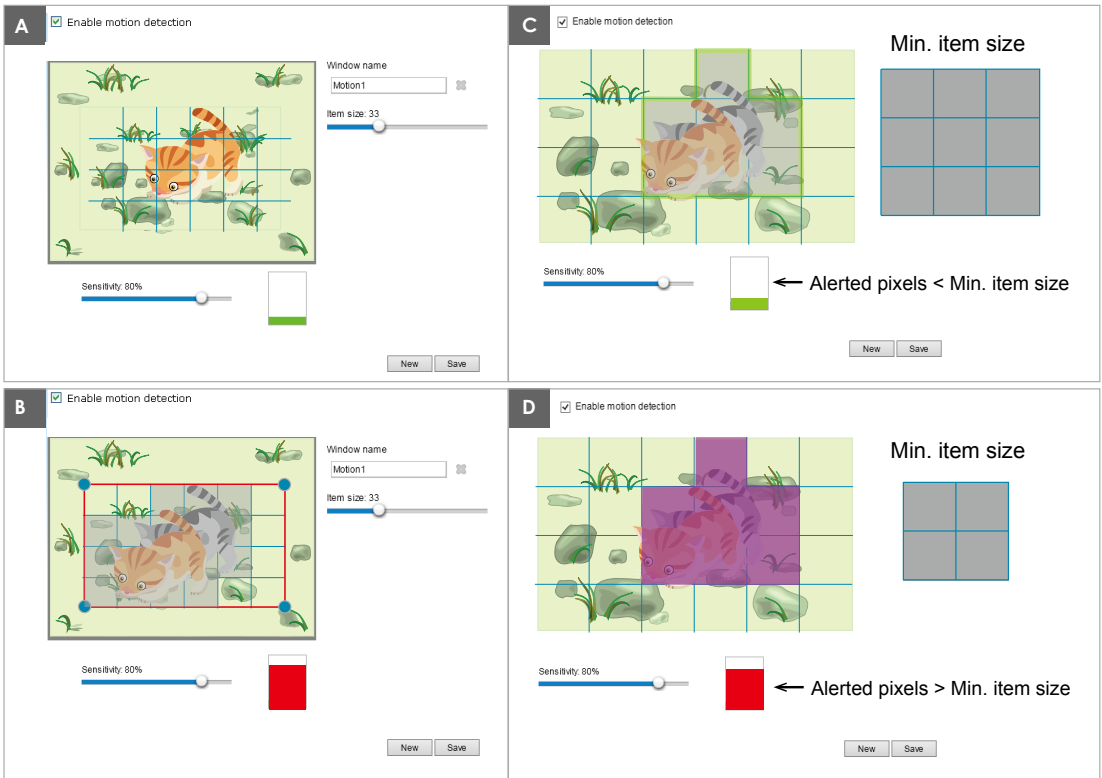 A
Enable motion detection
Window name
Motion1
Item size: 33
Sensitivity: 80%
New Save
B
Enable motion detection
Window name
Motion1
Item size: 33
Sensitivity: 80%
New Save
C
Enable motion detection
Min. item size
Sensitivity: 80%
Alerted pixels < Min. item size
New Save
D
Enable motion detection
Min. item size
Sensitivity: 80%
Alerted pixels > Min. item size
New Save